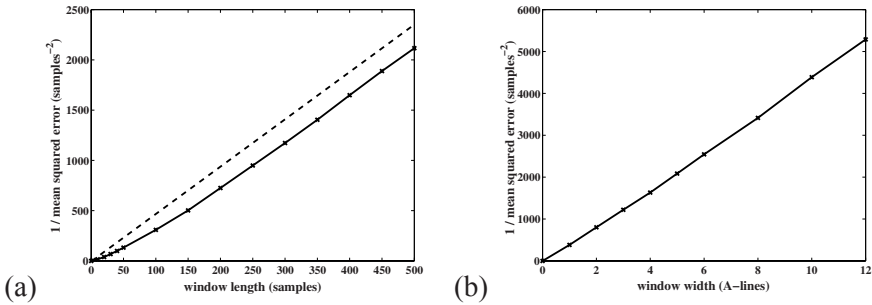 2500
2000
1500
1000
500
0
0 50 100 150 200 250 300 350 400 450 500
1 / mean squared error (samples⁻²)
window length (samples)
(a)
6000
5000
4000
3000
2000
1000
0
0 2 4 6 8 10 12
1 / mean squared error (samples⁻²)
window width (A−lines)
(b)